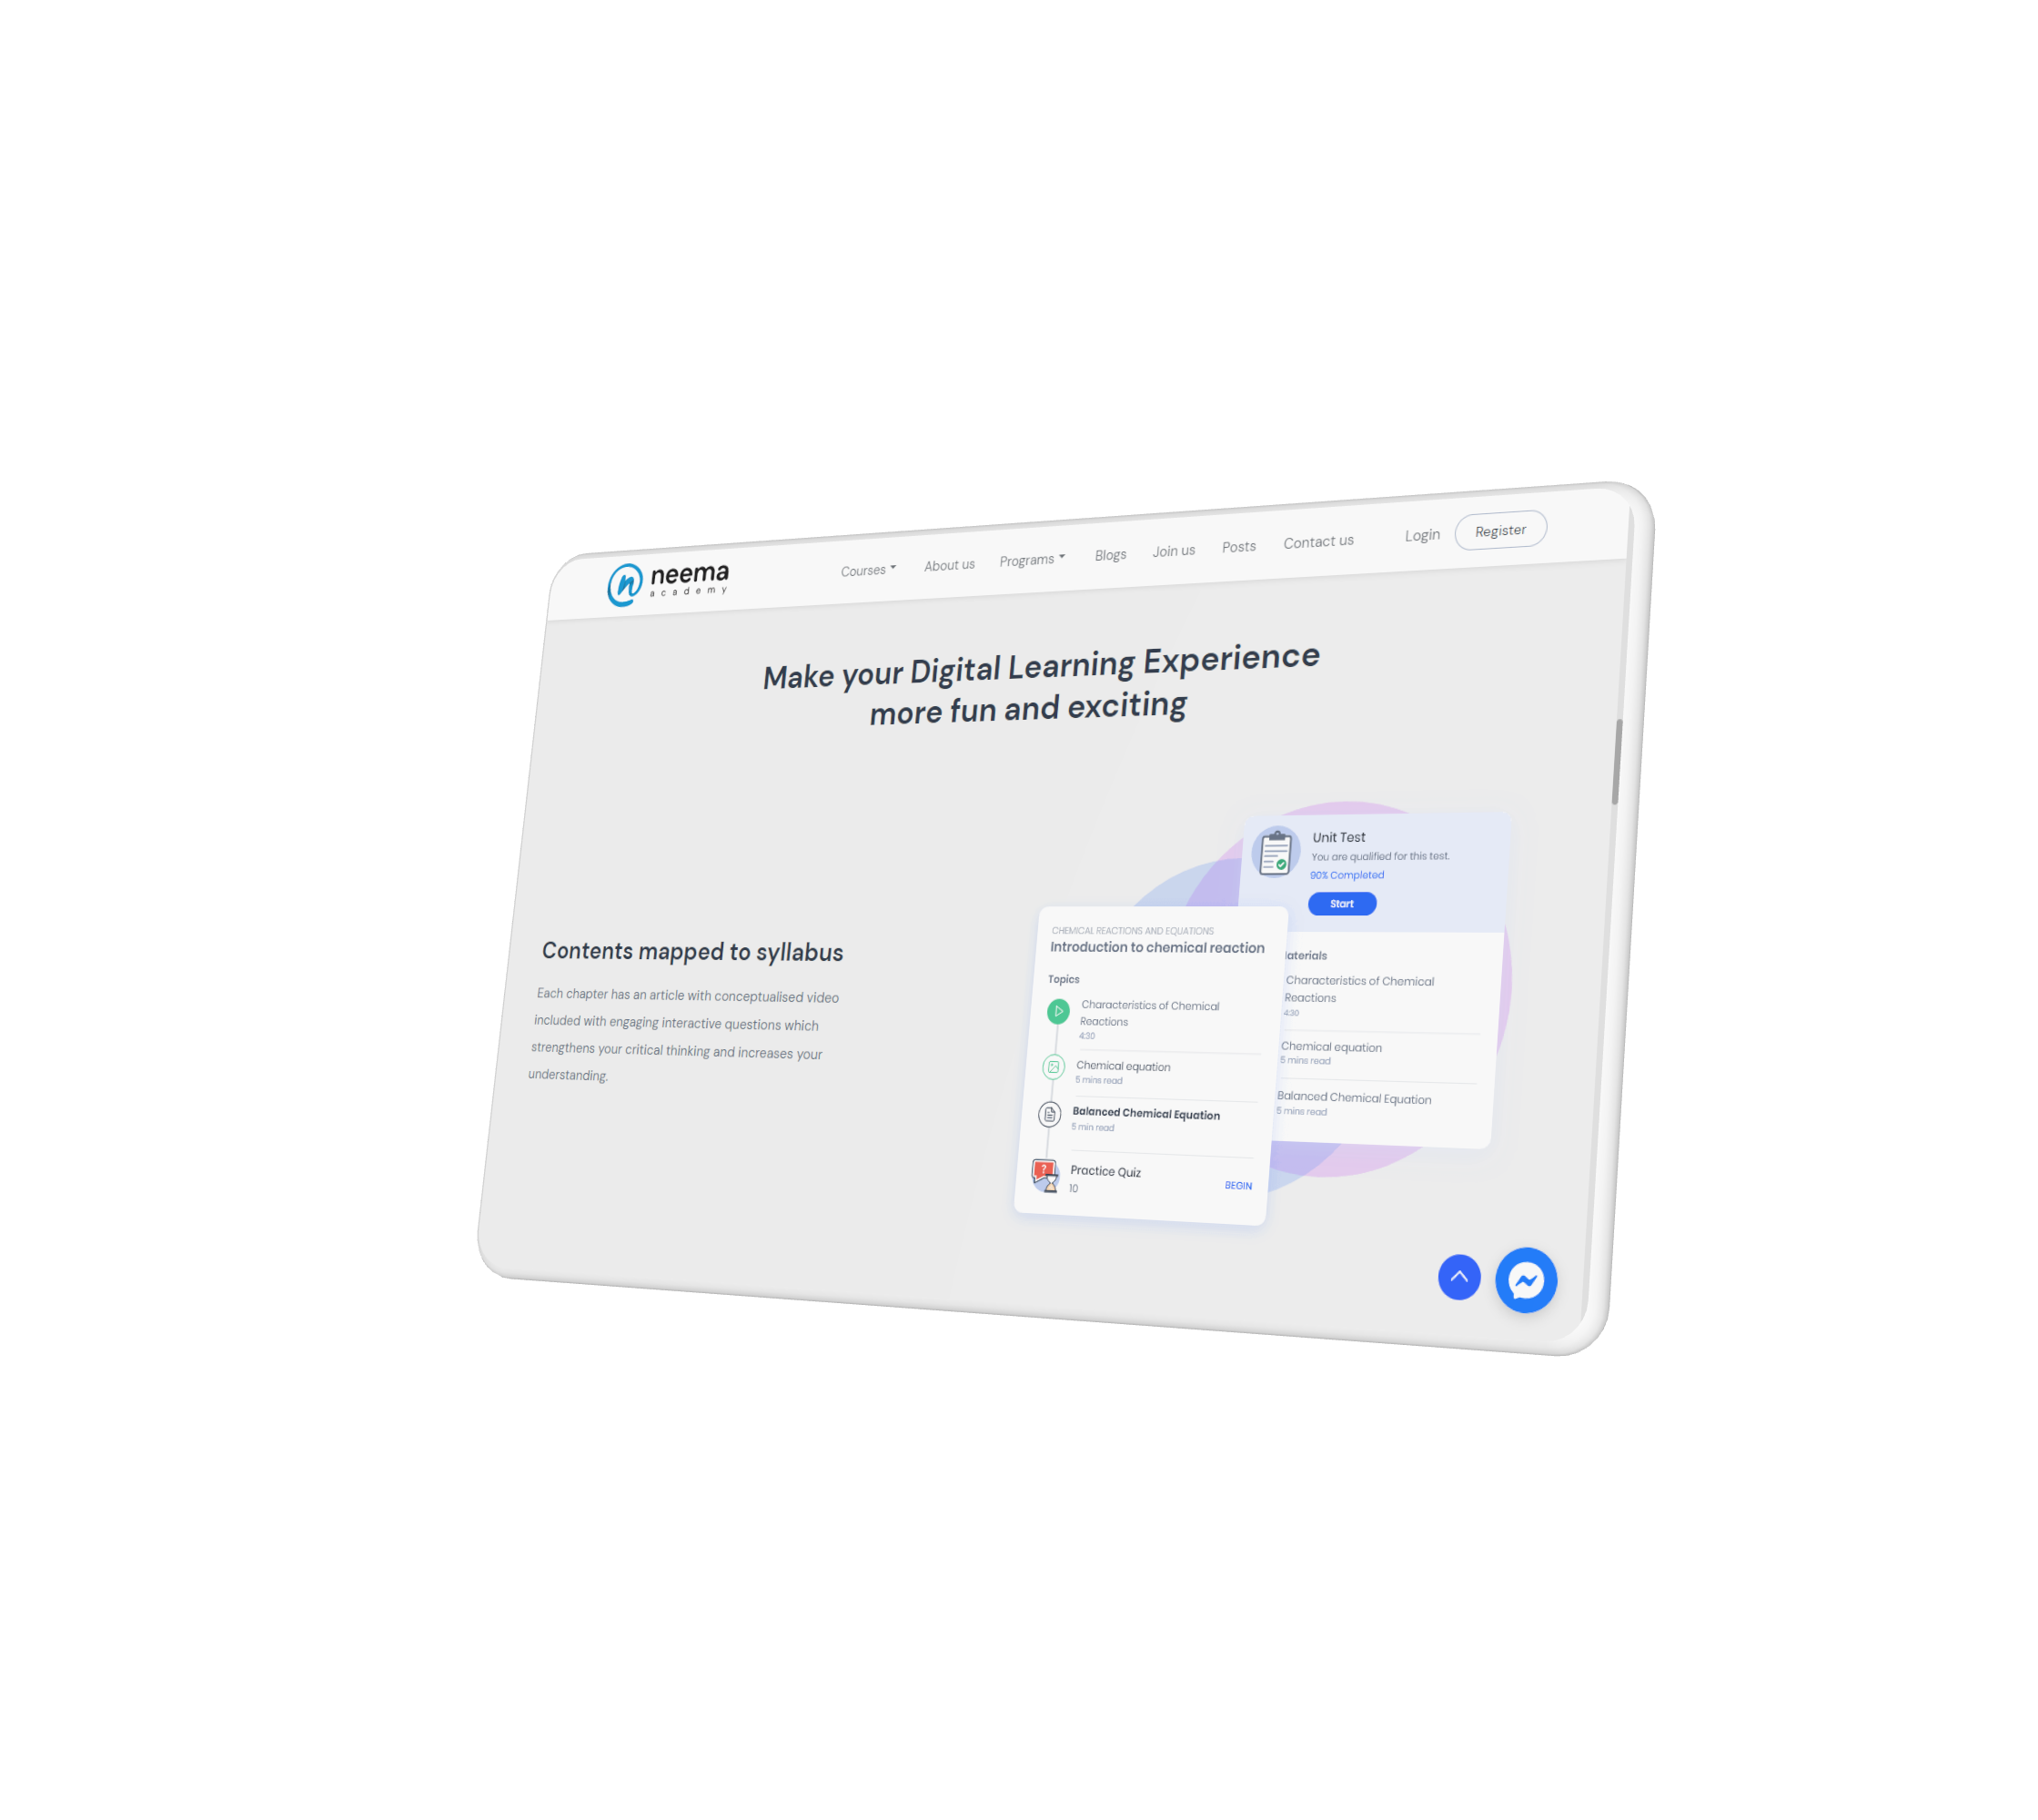 neema
academy
Courses
About us
Programs
Blogs
Join us
Posts
Contact us
Login
Register
Make your Digital Learning Experience
more fun and exciting
Contents mapped to syllabus
Each chapter has an article with conceptualised video
included with engaging interactive questions which
strengthens your critical thinking and increases your
understanding.
CHEMICAL REACTIONS AND EQUATIONS
Introduction to chemical reaction
Topics
Characteristics of Chemical
Reactions
4:30
Chemical equation
5 mins read
Balanced Chemical Equation
5 min read
Practice Quiz
10
BEGIN
Unit Test
You are qualified for this test.
90% Completed
Start
aterials
Characteristics of Chemical
Reactions
4:30
Chemical equation
5 mins read
Balanced Chemical Equation
5 mins read